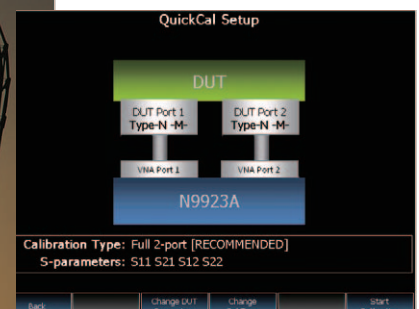 QuickCal Setup
DUT
DUT Port 1
Type-N -M-
DUT Port 2
Type-N -M-
VNA Port 1
VNA Port 2
N9923A
Calibration Type: Full 2-port [RECOMMENDED]
S-parameters: S11 S21 S12 S22
Back
Change DUT
Change
Start